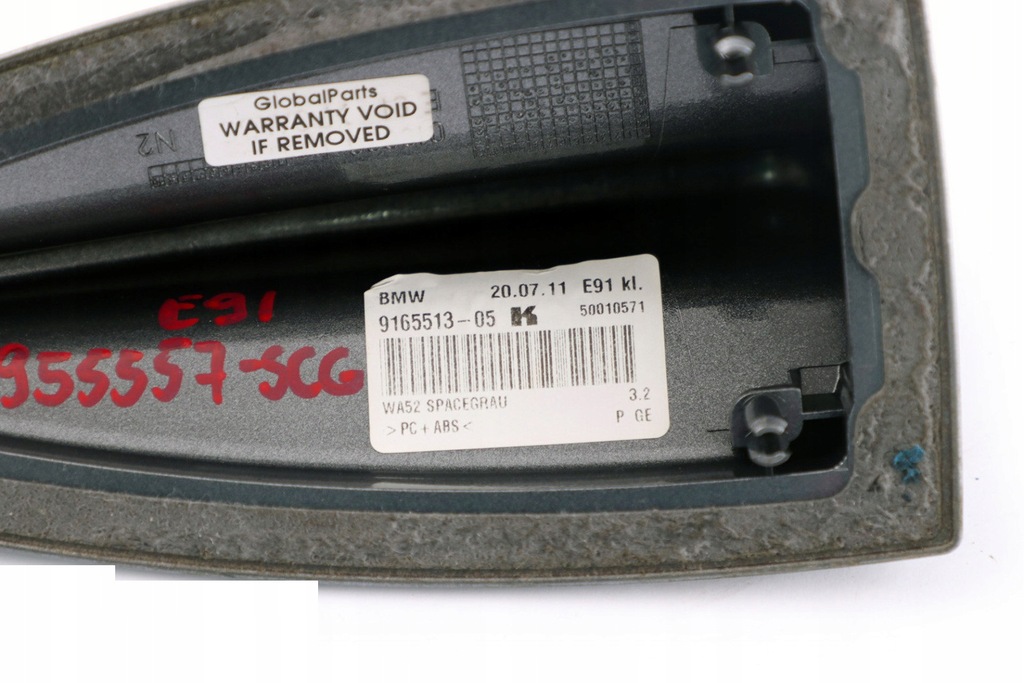 GlobalParts
WARRANTY VOID
IF REMOVED
N2
BMW 20.07.11 E91 kl.
9165513-05 K 50010571
WA52 SPACEGRAU 3.2
>PC+ABS< P GE
E91
955557-SCG